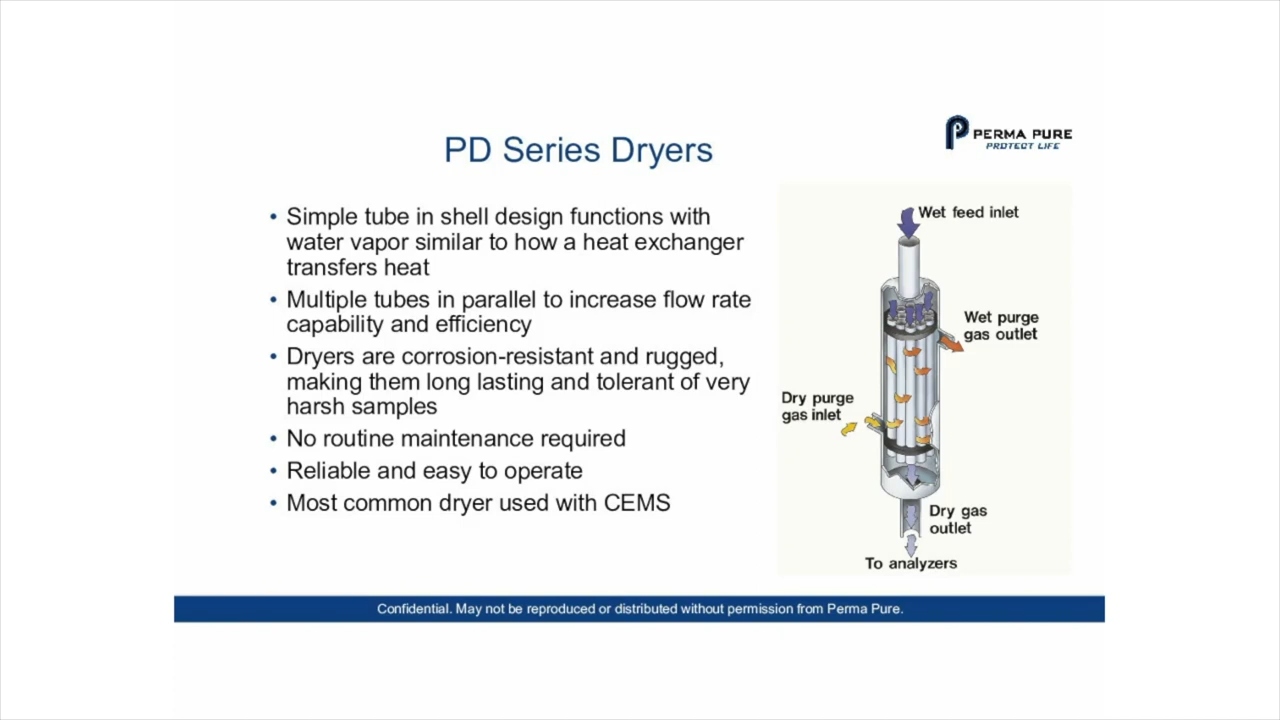 PERMA PURE
PROTECT LIFE
PD Series Dryers
• Simple tube in shell design functions with
water vapor similar to how a heat exchanger
transfers heat
• Multiple tubes in parallel to increase flow rate
capability and efficiency
• Dryers are corrosion-resistant and rugged,
making them long lasting and tolerant of very
harsh samples
• No routine maintenance required
• Reliable and easy to operate
• Most common dryer used with CEMS
Wet feed inlet
Wet purge
gas outlet
Dry purge
gas inlet
Dry gas
outlet
To analyzers
Confidential. May not be reproduced or distributed without permission from Perma Pure.